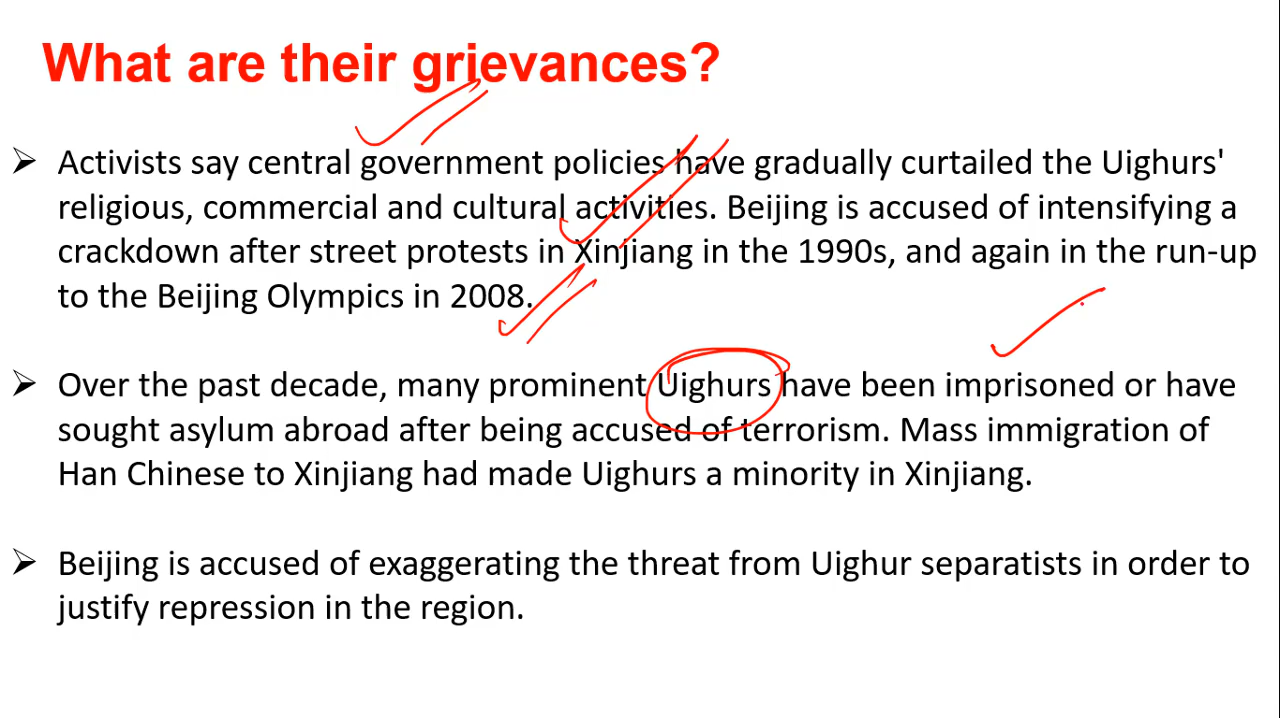 What are their grievances?
Activists say central government policies have gradually curtailed the Uighurs'
religious, commercial and cultural activities. Beijing is accused of intensifying a
crackdown after street protests in Xinjiang in the 1990s, and again in the run-up
to the Beijing Olympics in 2008.
Over the past decade, many prominent Uighurs have been imprisoned or have
sought asylum abroad after being accused of terrorism. Mass immigration of
Han Chinese to Xinjiang had made Uighurs a minority in Xinjiang.
Beijing is accused of exaggerating the threat from Uighur separatists in order to
justify repression in the region.